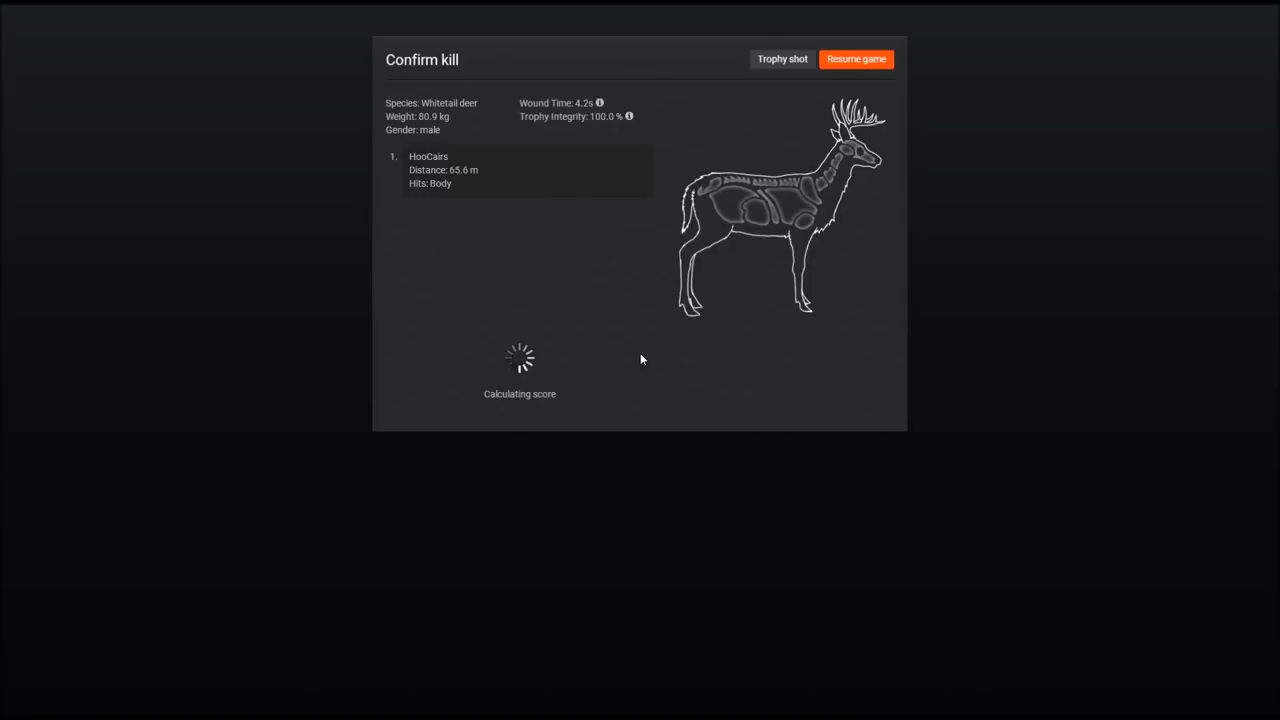 Confirm kill
Trophy shot
Resume game
Species: Whitetail deer
Weight: 80.9 kg
Gender: male
Wound Time: 4.2s
Trophy Integrity: 100.0 %
1.
HooCairs
Distance: 65.6 m
Hits: Body
Calculating score